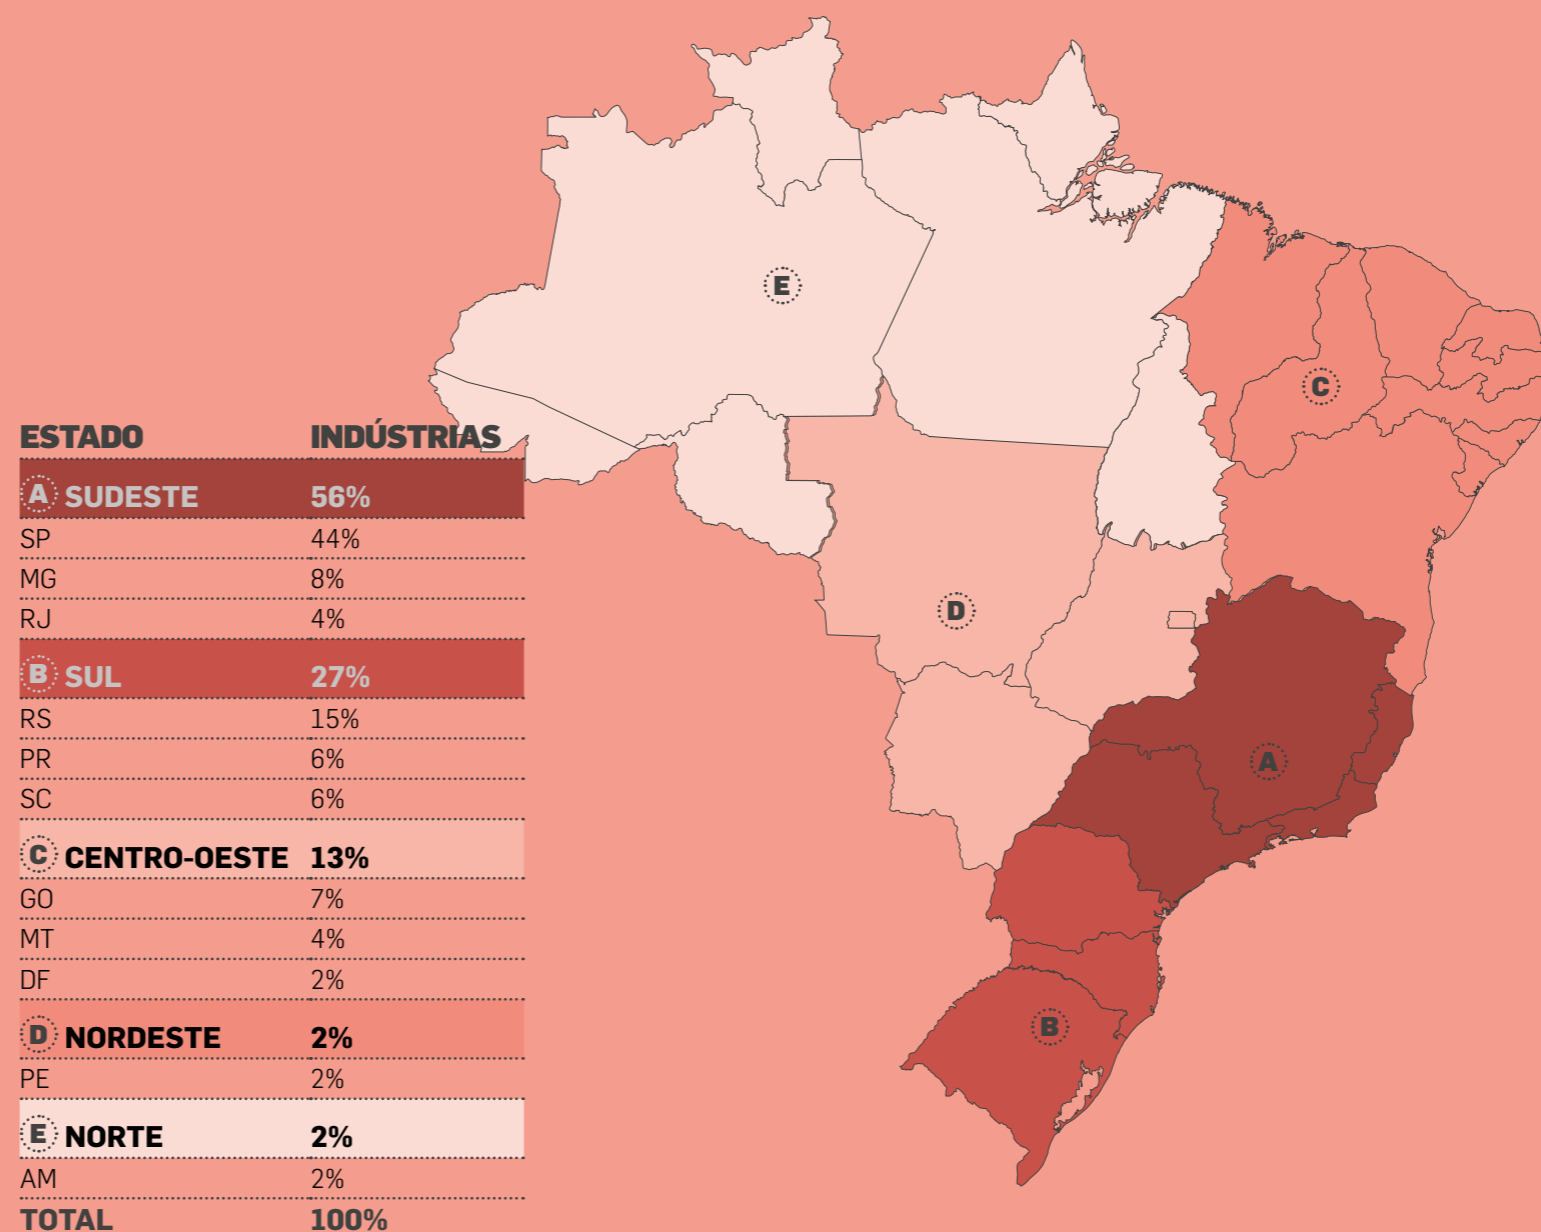 ESTADO INDÚSTRIAS
A SUDESTE 56%
SP 44%
MG 8%
RJ 4%
B SUL 27%
RS 15%
PR 6%
SC 6%
C CENTRO-OESTE 13%
GO 7%
MT 4%
DF 2%
D NORDESTE 2%
PE 2%
E NORTE 2%
AM 2%
TOTAL 100%
E
C
D
A
B